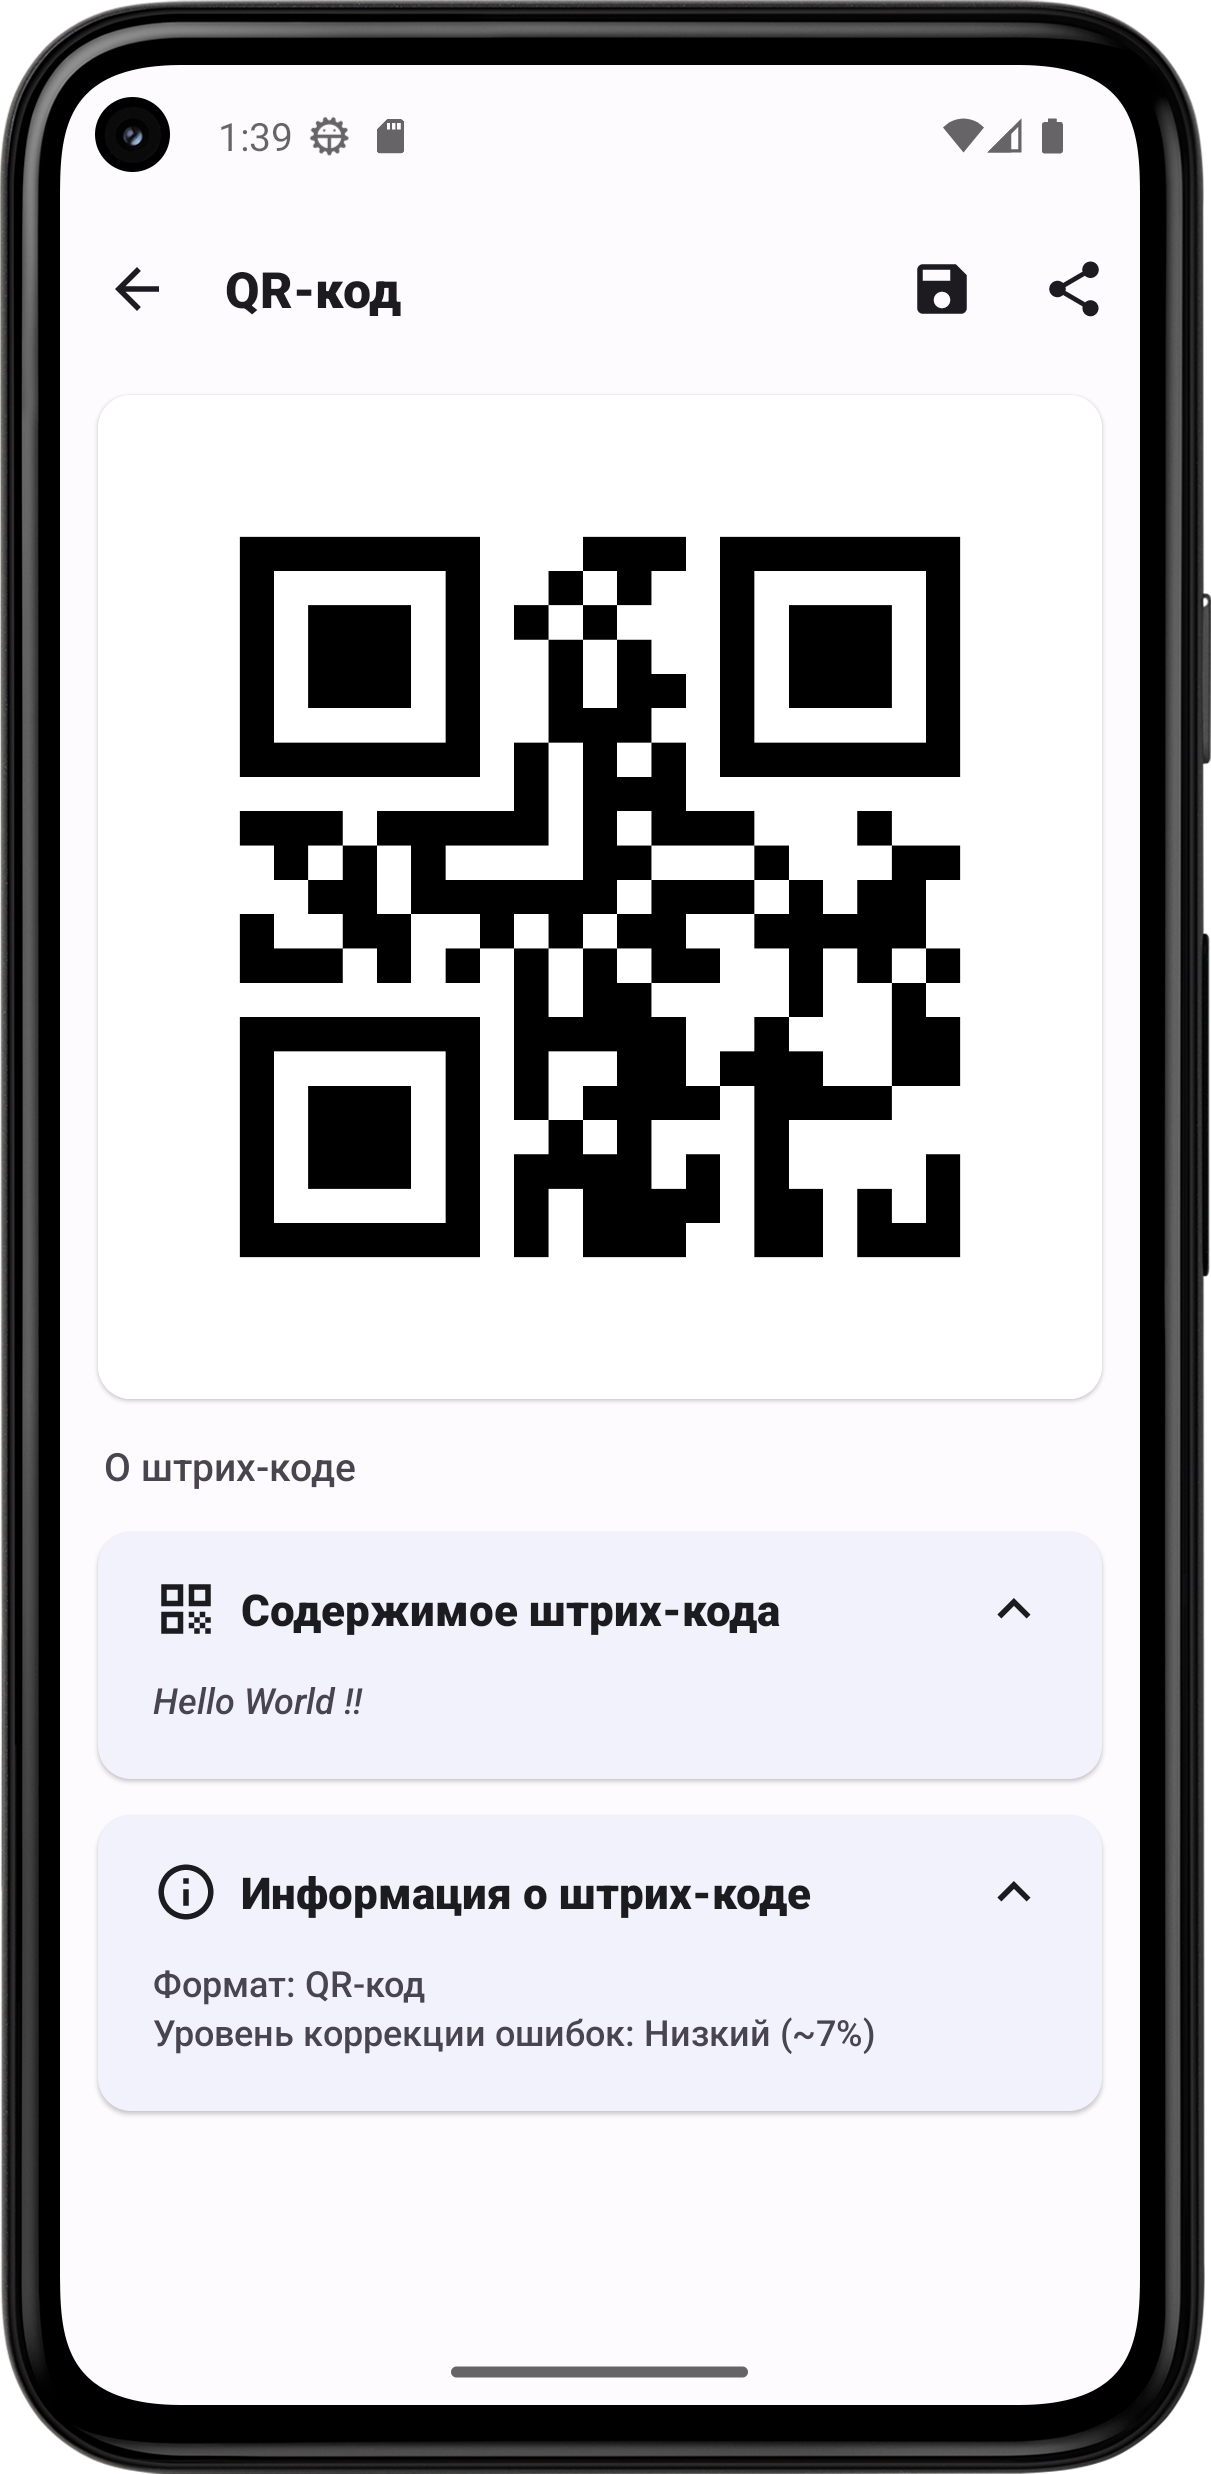 1:39
QR-код
О штрих-коде
Содержимое штрих-кода
Hello World !!
Информация о штрих-коде
Формат: QR-код
Уровень коррекции ошибок: Низкий (~7%)